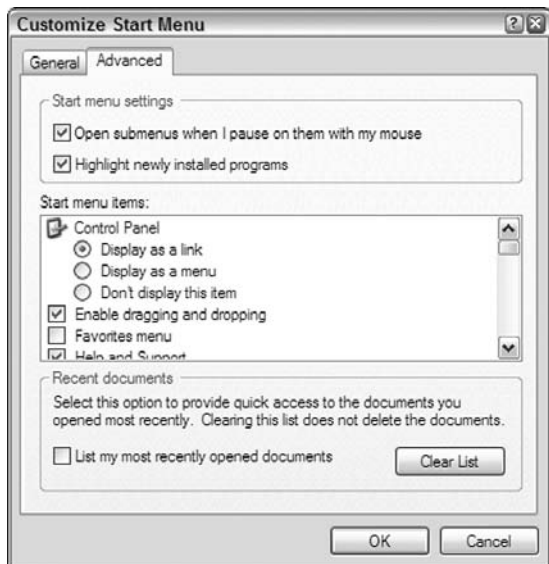 Customize Start Menu
General
Advanced
Start menu settings
Open submenus when I pause on them with my mouse
Highlight newly installed programs
Start menu items:
Control Panel
Display as a link
Display as a menu
Don't display this item
Enable dragging and dropping
Favorites menu
Help and Support
Recent documents
Select this option to provide quick access to the documents you
opened most recently. Clearing this list does not delete the documents.
List my most recently opened documents
Clear List
OK
Cancel